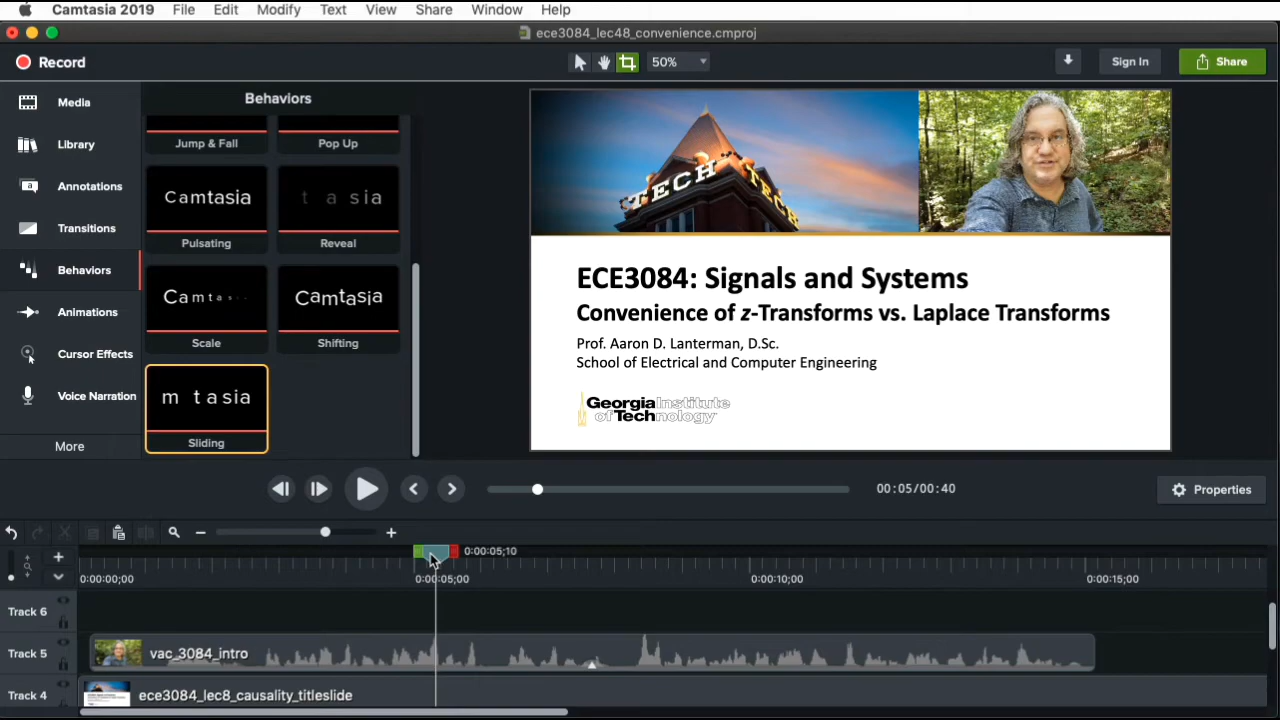 Camtasia 2019 File Edit Modify Text View Share Window Help
ece3084_lec48_convenience.cmproj
Record 50% Sign In Share
Media
Library
Annotations
Transitions
Behaviors
Animations
Cursor Effects
Voice Narration
More
Behaviors
Jump & Fall Pop Up
Camtasia t a s i a
Pulsating Reveal
Camtas Camtasia
Scale Shifting
m t a s i a
Sliding
TECH TECH
ECE3084: Signals and Systems
Convenience of z-Transforms vs. Laplace Transforms
Prof. Aaron D. Lanterman, D.Sc.
School of Electrical and Computer Engineering
Georgia Institute
of Technology
00:05/00:40 Properties
0:00:05;10
0:00:00;00 0:00:05;00 0:00:10;00 0:00:15;00
Track 6
Track 5 vac_3084_intro
Track 4 ece3084_lec8_causality_titleslide